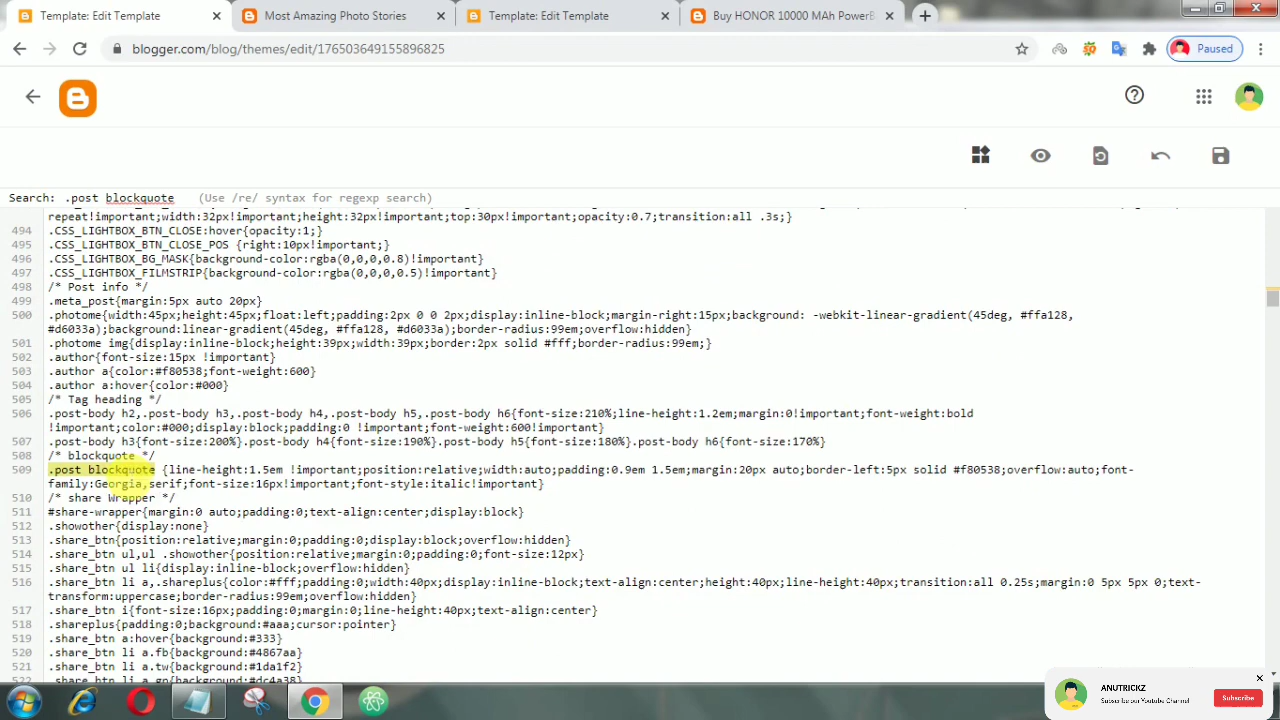 Template: Edit Template
Most Amazing Photo Stories
Template: Edit Template
Buy HONOR 10000 MAh PowerB
blogger.com/blog/themes/edit/176503649155896825
Paused
Search: .post blockquote (Use /re/ syntax for regexp search)
repeat!important;width:32px!important;height:32px!important;top:30px!important;opacity:0.7;transition:all .3s;}
494 .CSS_LIGHTBOX_BTN_CLOSE:hover{opacity:1;}
495 .CSS_LIGHTBOX_BTN_CLOSE_POS {right:10px!important;}
496 .CSS_LIGHTBOX_BG_MASK{background-color:rgba(0,0,0,0.8)!important}
497 .CSS_LIGHTBOX_FILMSTRIP{background-color:rgba(0,0,0,0.5)!important}
498 /* Post info */
499 .meta_post{margin:5px auto 20px}
500 .photome{width:45px;height:45px;float:left;padding:2px 0 0 2px;display:inline-block;margin-right:15px;background: -webkit-linear-gradient(45deg, #ffa128,
#d6033a);background:linear-gradient(45deg, #ffa128, #d6033a);border-radius:99em;overflow:hidden}
501 .photome img{display:inline-block;height:39px;width:39px;border:2px solid #fff;border-radius:99em;}
502 .author{font-size:15px !important}
503 .author a{color:#f80538;font-weight:600}
504 .author a:hover{color:#000}
505 /* Tag heading */
506 .post-body h2,.post-body h3,.post-body h4,.post-body h5,.post-body h6{font-size:210%;line-height:1.2em;margin:0!important;font-weight:bold
!important;color:#000;display:block;padding:0 !important;font-weight:600!important}
507 .post-body h3{font-size:200%}.post-body h4{font-size:190%}.post-body h5{font-size:180%}.post-body h6{font-size:170%}
508 /* blockquote */
509 .post blockquote {line-height:1.5em !important;position:relative;width:auto;padding:0.9em 1.5em;margin:20px auto;border-left:5px solid #f80538;overflow:auto;font-
family:Georgia,serif;font-size:16px!important;font-style:italic!important}
510 /* share Wrapper */
511 #share-wrapper{margin:0 auto;padding:0;text-align:center;display:block}
512 .showother{display:none}
513 .share_btn{position:relative;margin:0;padding:0;display:block;overflow:hidden}
514 .share_btn ul,ul .showother{position:relative;margin:0;padding:0;font-size:12px}
515 .share_btn ul li{display:inline-block;overflow:hidden}
516 .share_btn li a,.shareplus{color:#fff;padding:0;width:40px;display:inline-block;text-align:center;height:40px;line-height:40px;transition:all 0.25s;margin:0 5px 5px 0;text-
transform:uppercase;border-radius:99em;overflow:hidden}
517 .share_btn i{font-size:16px;padding:0;margin:0;line-height:40px;text-align:center}
518 .shareplus{padding:0;background:#aaa;cursor:pointer}
519 .share_btn a:hover{background:#333}
520 .share_btn li a.fb{background:#4867aa}
521 .share_btn li a.tw{background:#1da1f2}
522 .share_btn li a.gp{background:#dc4a38}
ANUTRICKZ
Subscribe our Youtube Channel
Subscribe